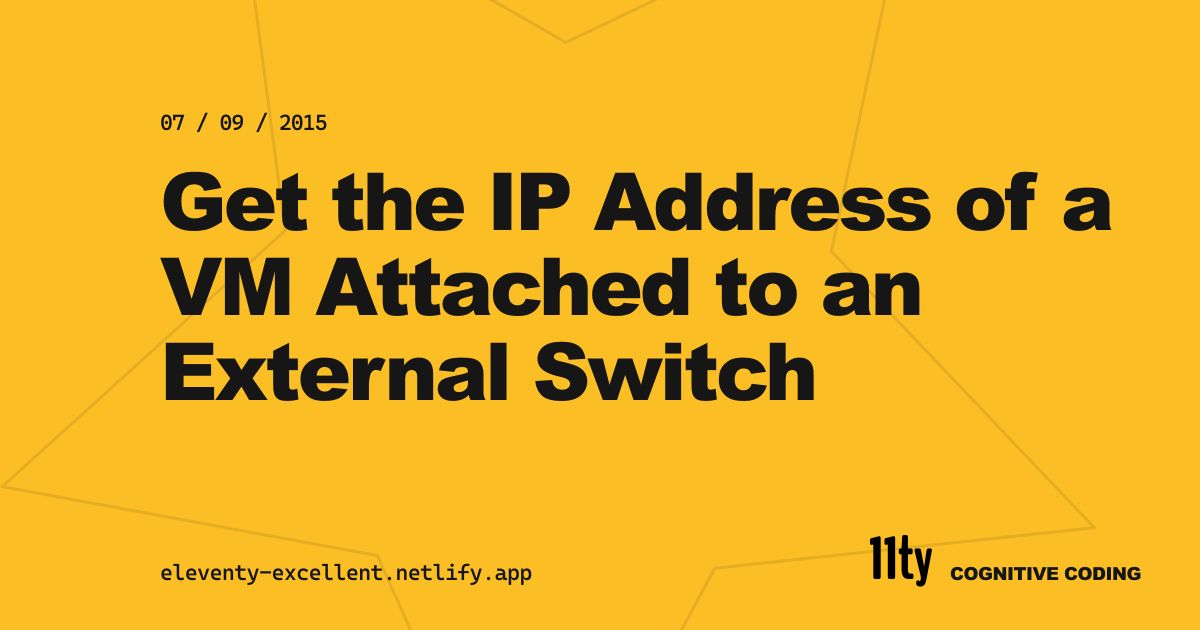 07 / 09 / 2015
Get the IP Address of a
VM Attached to an
External Switch
eleventy-excellent.netlify.app
11ty
COGNITIVE CODING